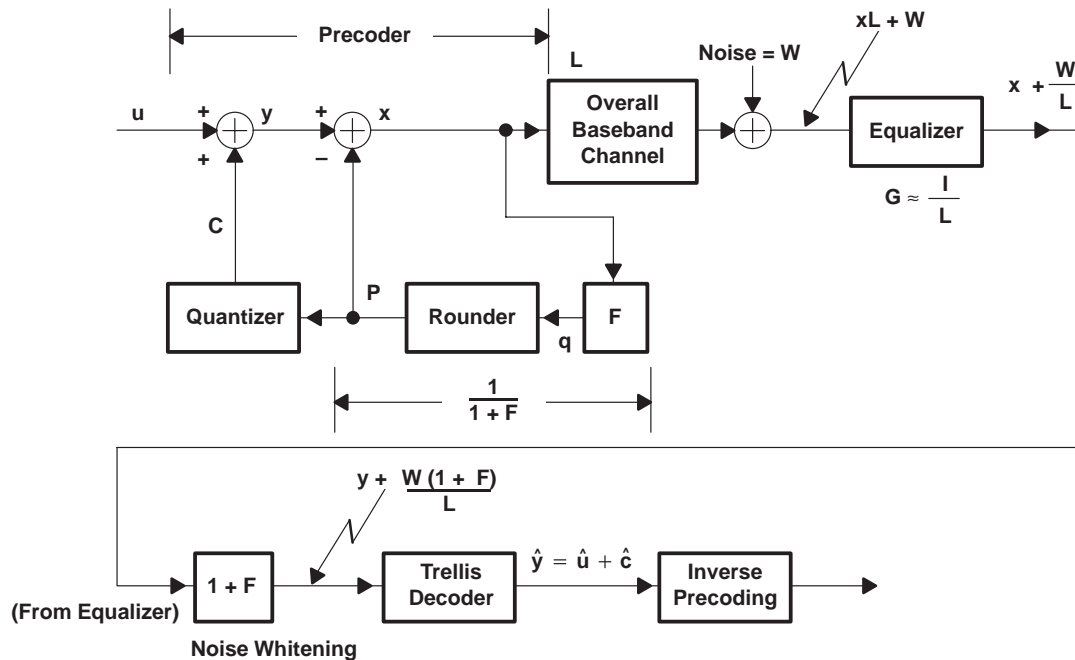 Precoder
xL + W
Noise = W
L
x + W
L
u
+
y
+
x
+
−
Overall
Baseband
Channel
Equalizer
G ≈ I
L
C
P
Quantizer
Rounder
q
F
1
1 + F
y + W (1 + F)
L
1 + F
Trellis
Decoder
ŷ = û + ĉ
Inverse
Precoding
(From Equalizer)
Noise Whitening